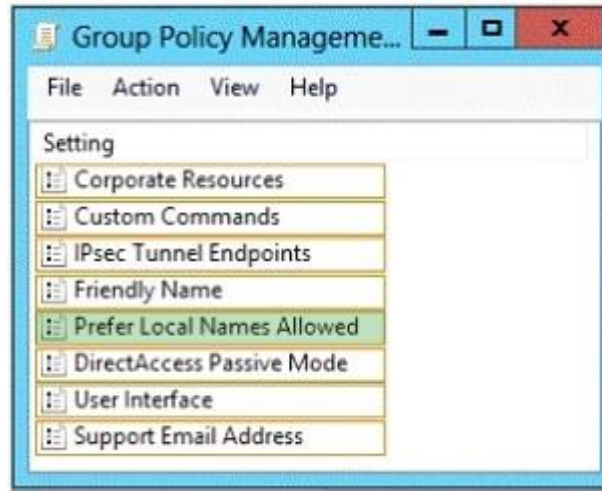 Group Policy Manageme...
File Action View Help
Setting
Corporate Resources
Custom Commands
IPsec Tunnel Endpoints
Friendly Name
Prefer Local Names Allowed
DirectAccess Passive Mode
User Interface
Support Email Address